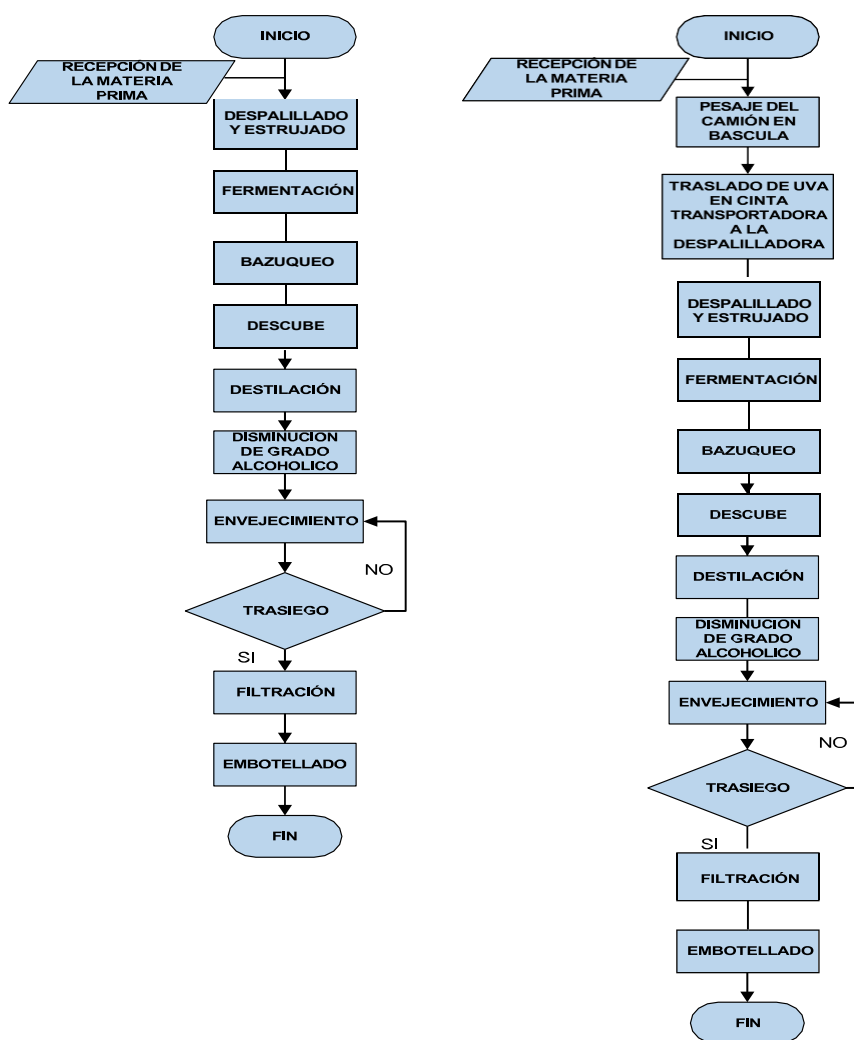 INICIO
RECEPCIÓN DE
LA MATERIA
PRIMA
DESPALILLADO
Y ESTRUJADO
FERMENTACIÓN
BAZUQUEO
DESCUBE
DESTILACIÓN
DISMINUCION
DE GRADO
ALCOHOLICO
ENVEJECIMIENTO
NO
TRASIEGO
SI
FILTRACIÓN
EMBOTELLADO
FIN
INICIO
RECEPCIÓN DE
LA MATERIA
PRIMA
PESAJE DEL
CAMIÓN EN
BASCULA
TRASLADO DE UVA
EN CINTA
TRANSPORTADORA
A LA
DESPALILLADORA
DESPALILLADO
Y ESTRUJADO
FERMENTACIÓN
BAZUQUEO
DESCUBE
DESTILACIÓN
DISMINUCION
DE GRADO
ALCOHOLICO
ENVEJECIMIENTO
NO
TRASIEGO
SI
FILTRACIÓN
EMBOTELLADO
FIN